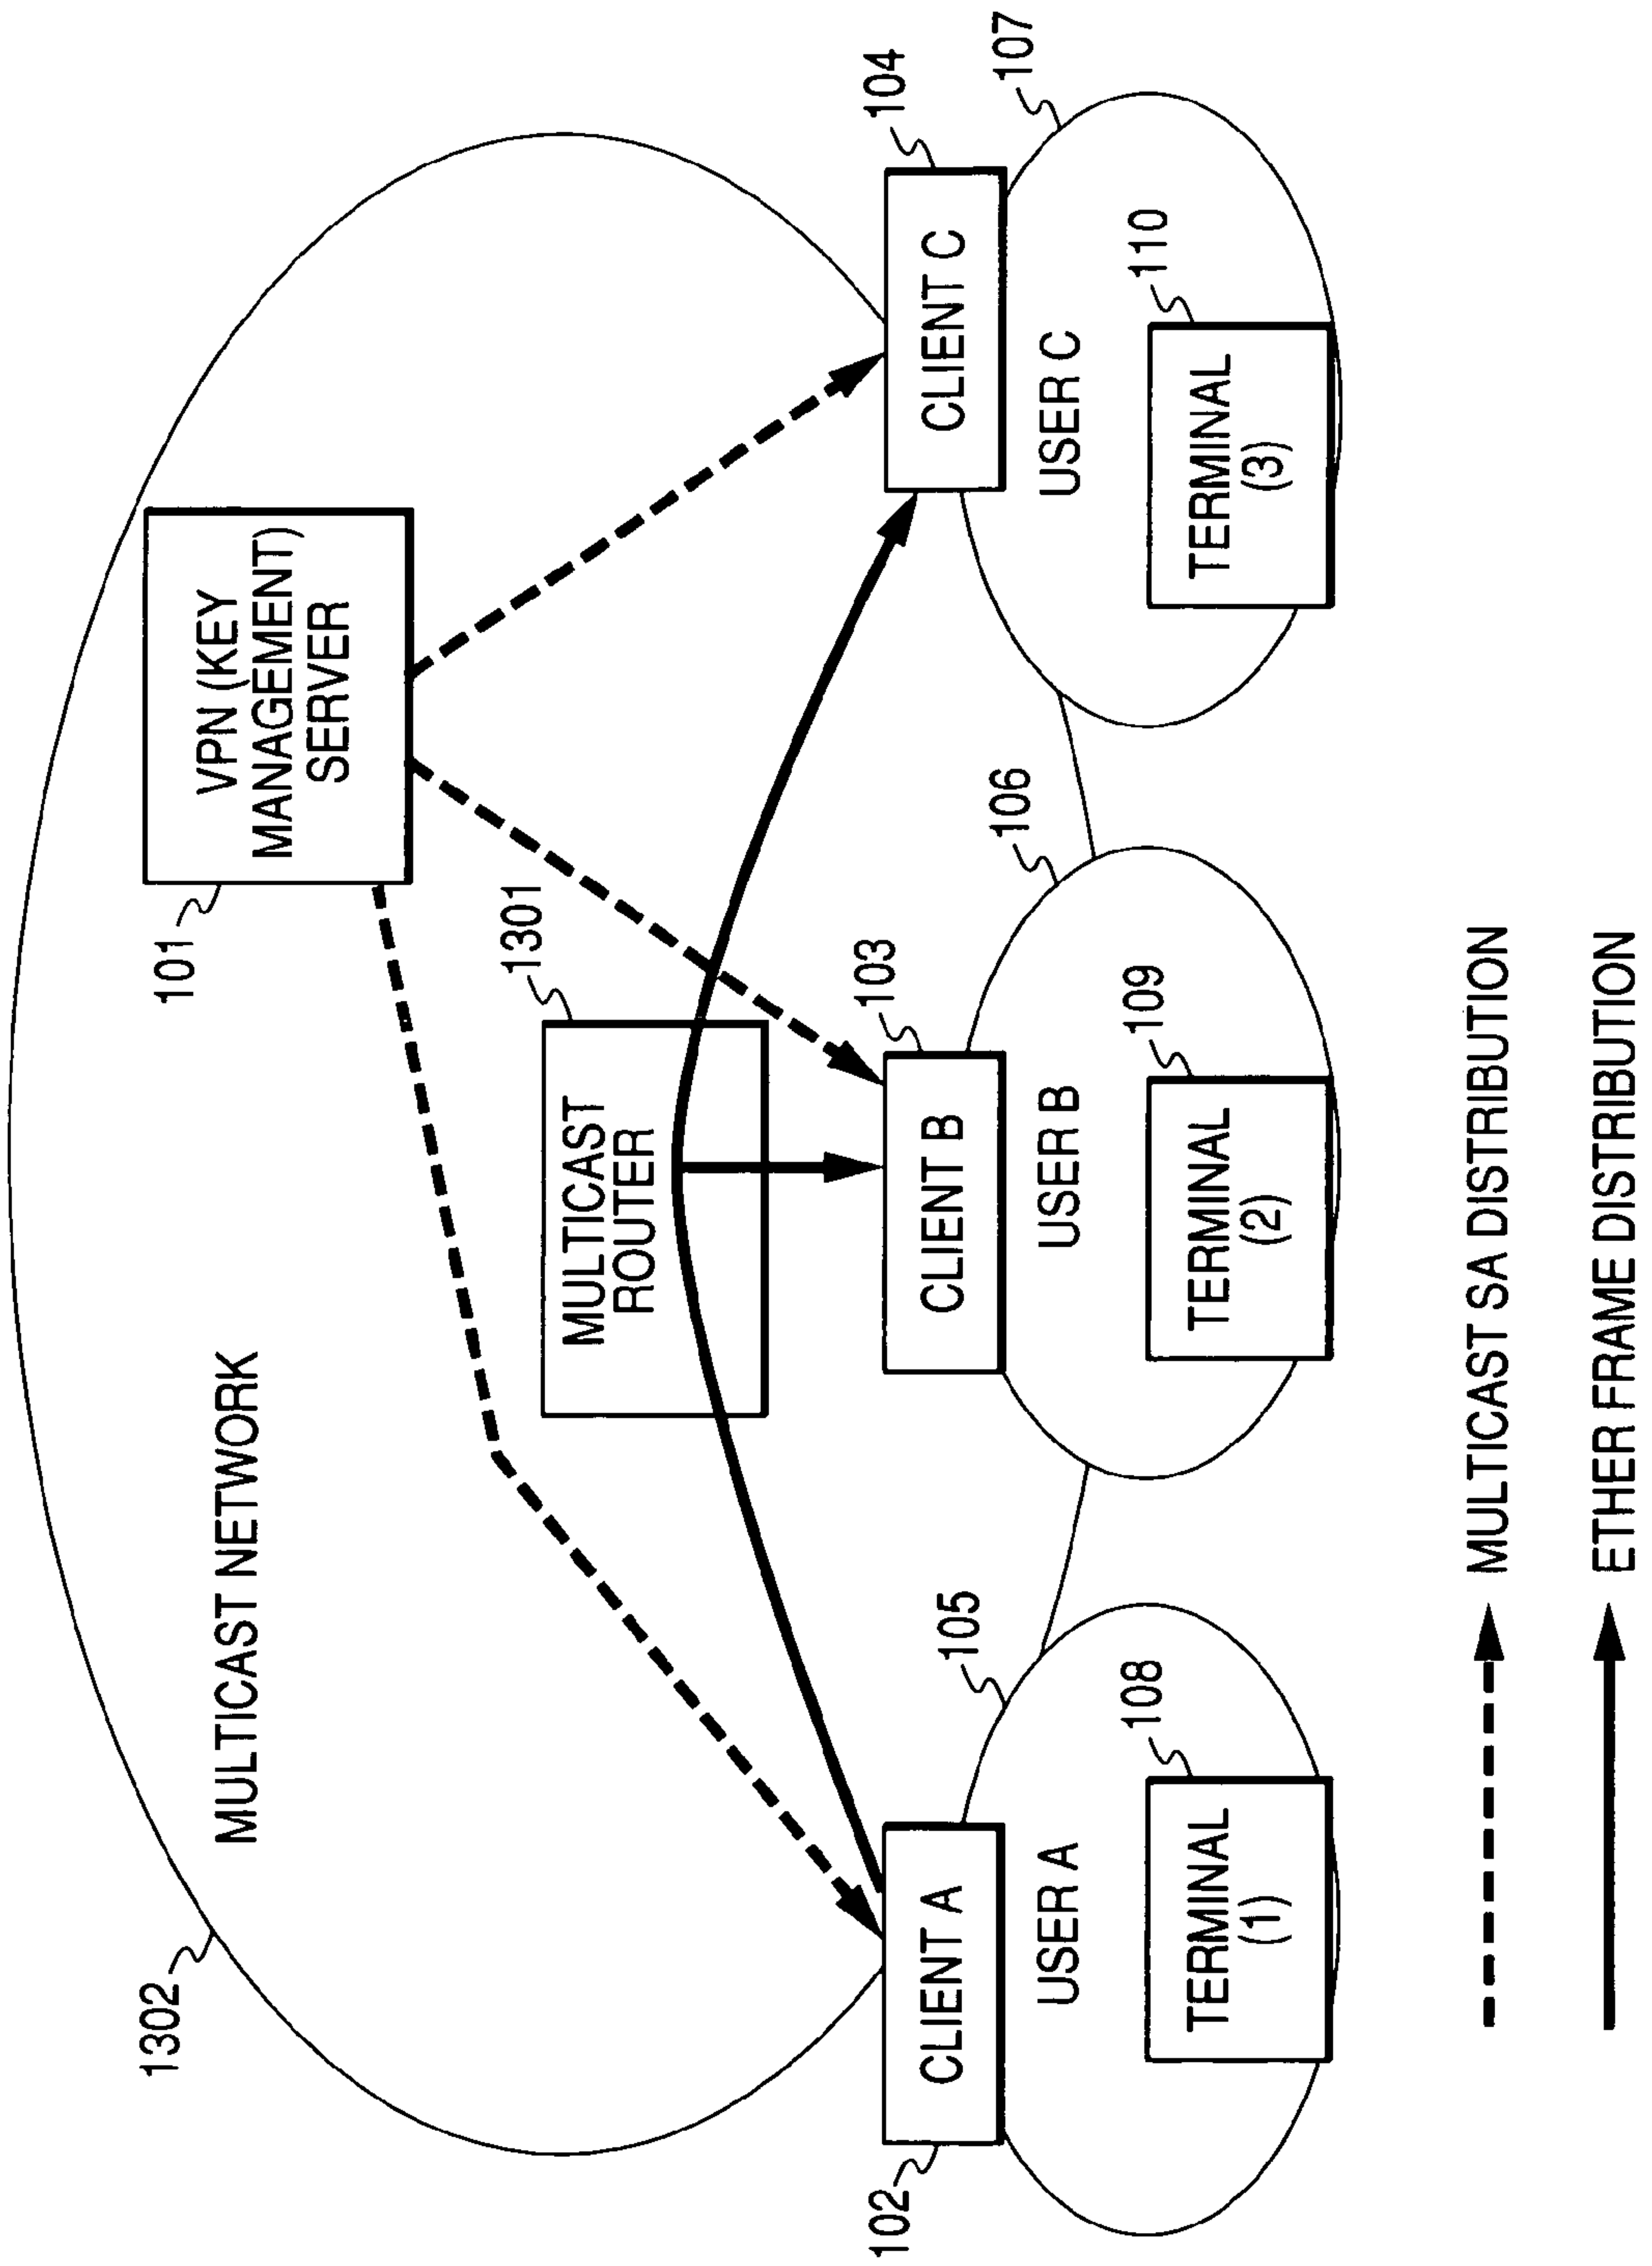 1302
MULTICAST NETWORK
101
VPN (KEY
MANAGEMENT)
SERVER
1301
MULTICAST
ROUTER
102
CLIENT A
103
CLIENT B
104
CLIENT C
105
USER A
106
USER B
107
USER C
108
TERMINAL
(1)
109
TERMINAL
(2)
110
TERMINAL
(3)
MULTICAST SA DISTRIBUTION
ETHER FRAME DISTRIBUTION